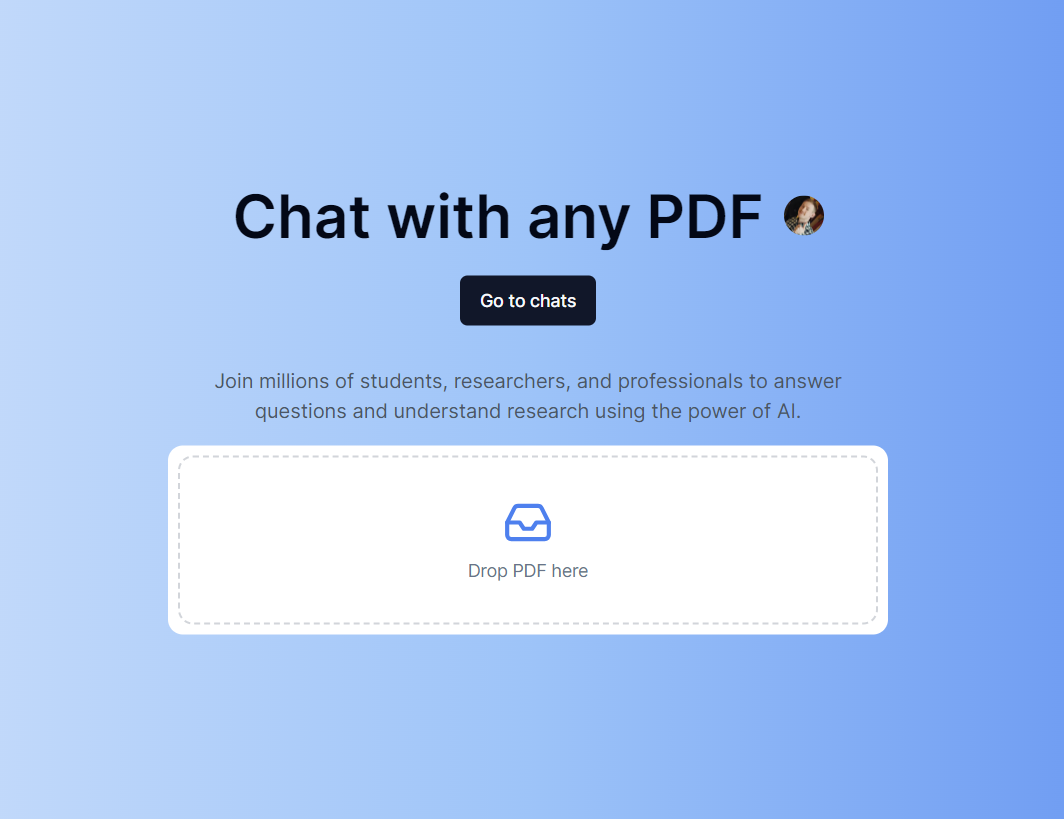 Chat with any PDF
Go to chats
Join millions of students, researchers, and professionals to answer
questions and understand research using the power of AI.
Drop PDF here